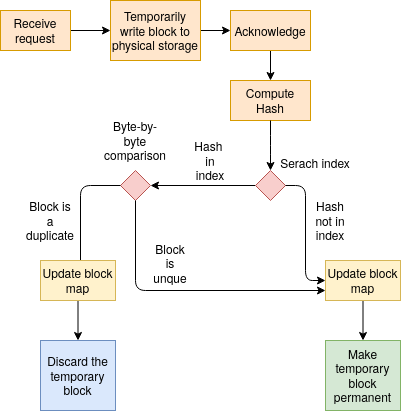 Receive
request
Temporarily
write block to
physical storage
Acknowledge
Compute
Hash
Serach index
Hash
in
index
Byte-by-
byte
comparison
Hash
not in
index
Block is
a
duplicate
Block
is
unque
Update block
map
Update block
map
Discard the
temporary
block
Make
temporary
block
permanent